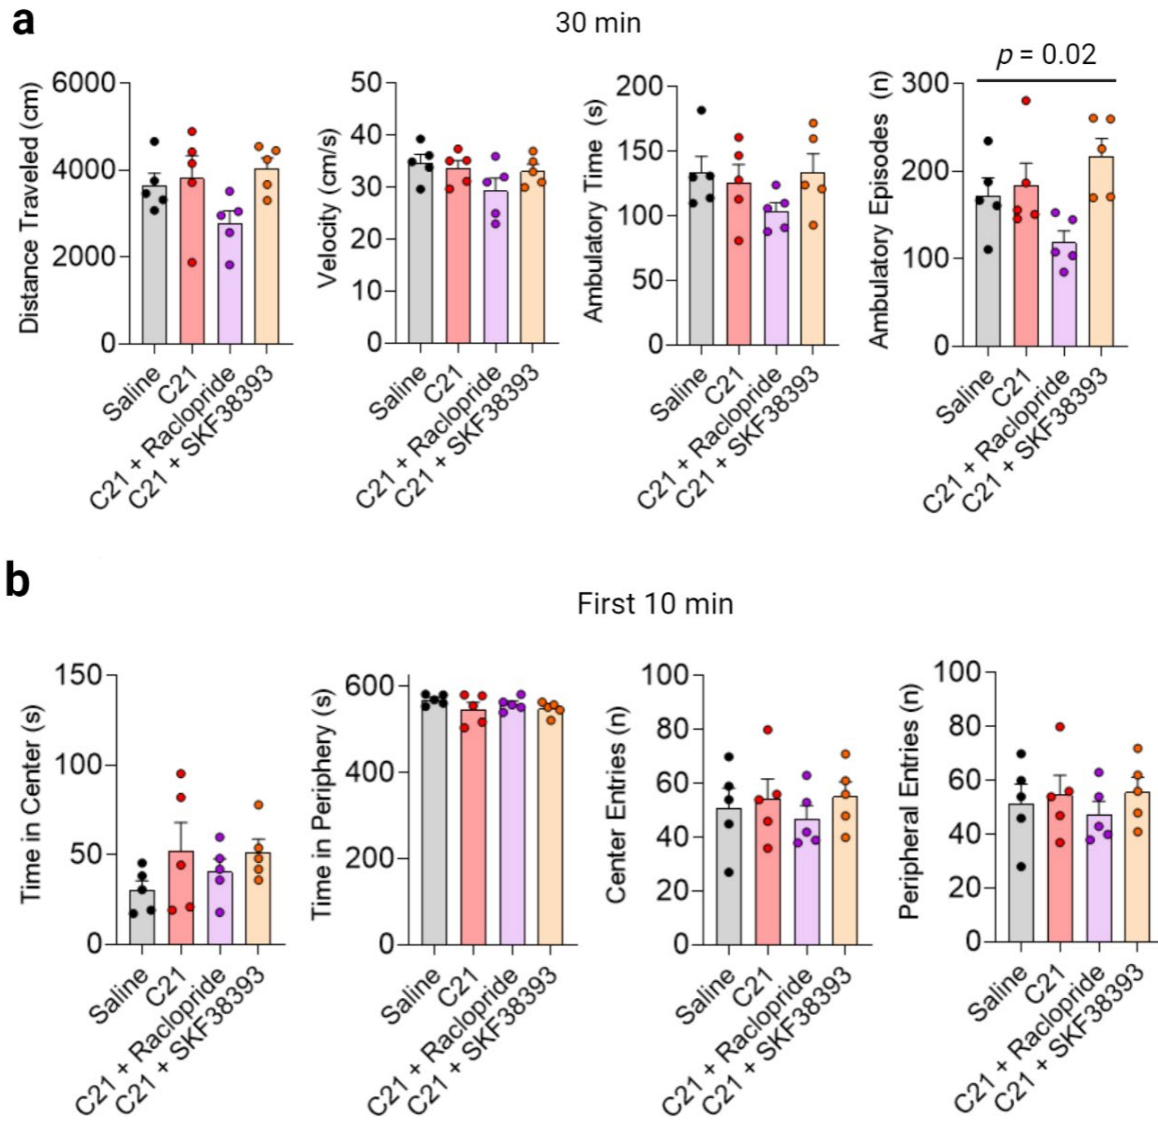 a
30 min
p = 0.02
Distance Traveled (cm)
6000
4000
2000
0
Saline
C21
C21 + Raclopride
C21 + SKF38393
Velocity (cm/s)
50
40
30
20
10
0
Saline
C21
C21 + Raclopride
C21 + SKF38393
Ambulatory Time (s)
200
150
100
50
0
Saline
C21
C21 + Raclopride
C21 + SKF38393
Ambulatory Episodes (n)
300
200
100
0
Saline
C21
C21 + Raclopride
C21 + SKF38393
b
First 10 min
Time in Center (s)
150
100
50
0
Saline
C21
C21 + Raclopride
C21 + SKF38393
Time in Periphery (s)
600
400
200
0
Saline
C21
C21 + Raclopride
C21 + SKF38393
Center Entries (n)
100
80
60
40
20
0
Saline
C21
C21 + Raclopride
C21 + SKF38393
Peripheral Entries (n)
100
80
60
40
20
0
Saline
C21
C21 + Raclopride
C21 + SKF38393